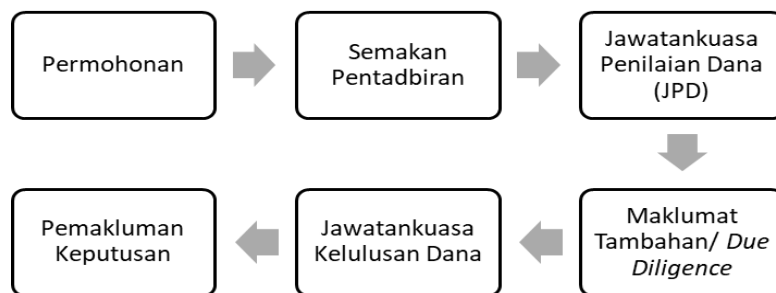 Permohonan
Semakan
Pentadbiran
Jawatankuasa
Penilaian Dana
(JPD)
Maklumat
Tambahan/ Due
Diligence
Jawatankuasa
Kelulusan Dana
Pemakluman
Keputusan